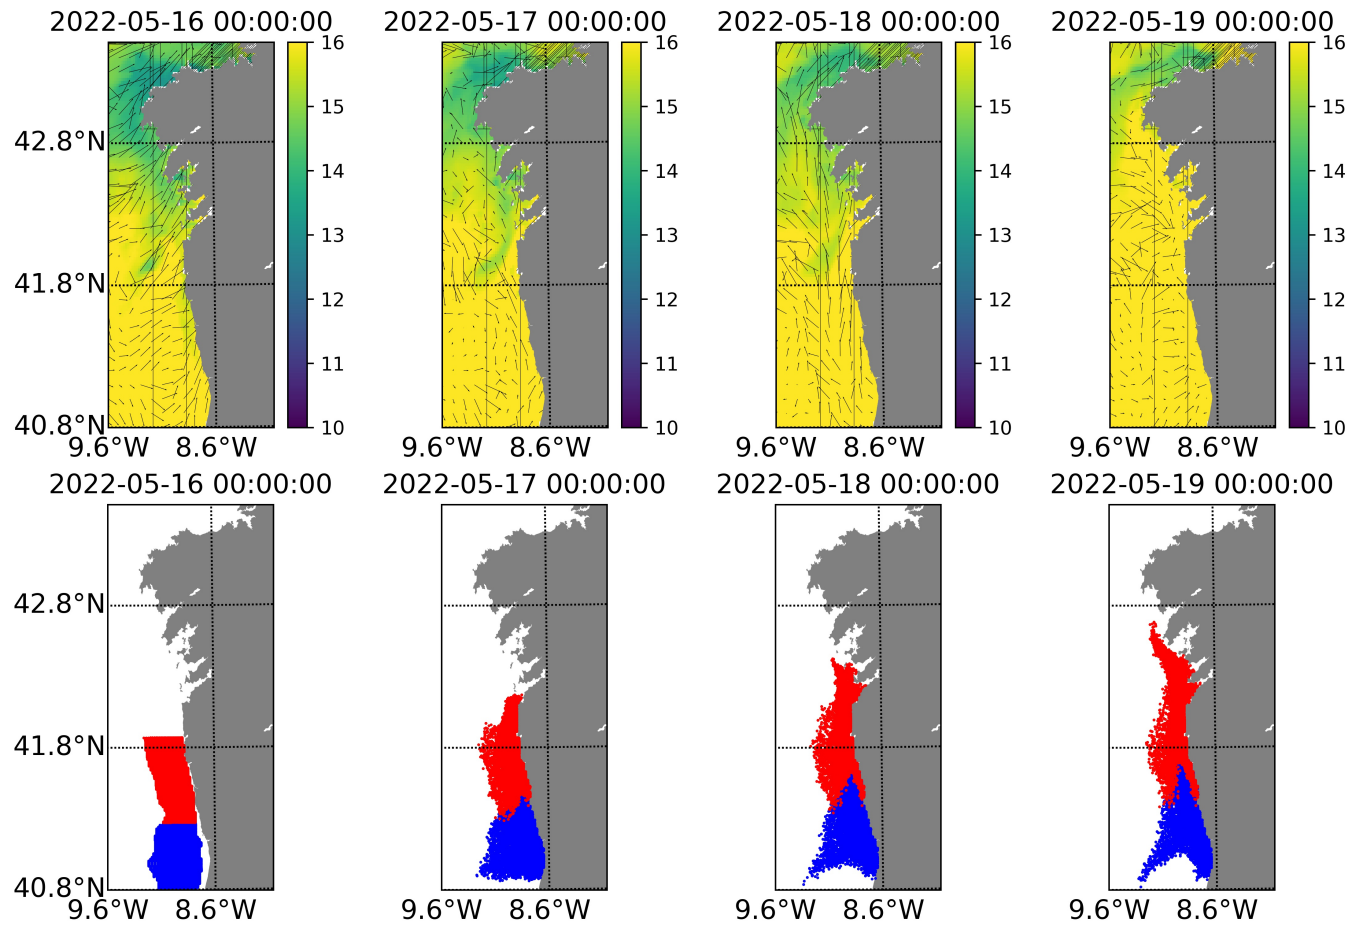 2022-05-16 00:00:00 2022-05-17 00:00:00 2022-05-18 00:00:00 2022-05-19 00:00:00
16 16 16 16
15 15 15 15
42.8°N 14 14 14 14
13 13 13 13
41.8°N 12 12 12 12
11 11 11 11
40.8°N 10 10 10 10
9.6°W 8.6°W 9.6°W 8.6°W 9.6°W 8.6°W 9.6°W 8.6°W
2022-05-16 00:00:00 2022-05-17 00:00:00 2022-05-18 00:00:00 2022-05-19 00:00:00
42.8°N
41.8°N
40.8°N
9.6°W 8.6°W 9.6°W 8.6°W 9.6°W 8.6°W 9.6°W 8.6°W